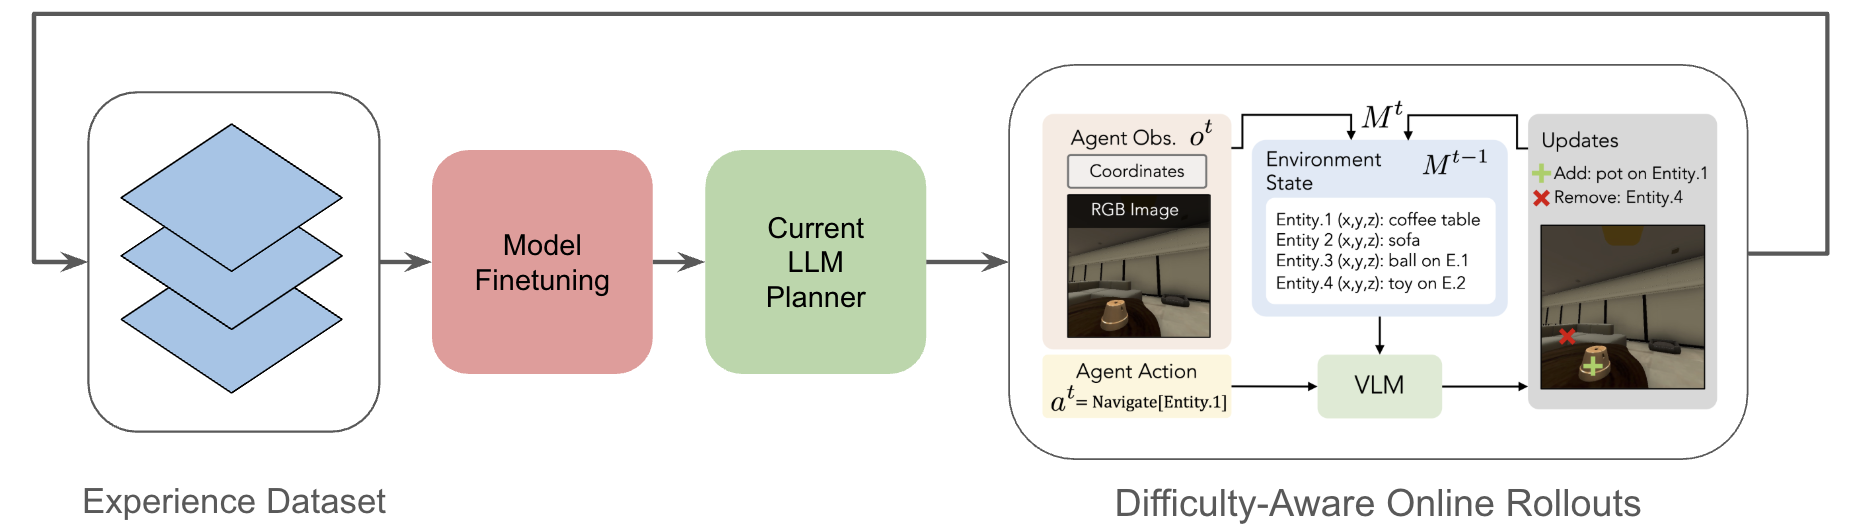 Experience Dataset
Model
Finetuning
Current
LLM
Planner
Agent Obs. o^t
Coordinates
RGB Image
Agent Action
a^t = Navigate[Entity.1]
M^t
Environment
State
M^{t-1}
Entity.1 (x,y,z): coffee table
Entity 2 (x,y,z): sofa
Entity.3 (x,y,z): ball on E.1
Entity.4 (x,y,z): toy on E.2
VLM
Updates
Add: pot on Entity.1
Remove: Entity.4
Difficulty-Aware Online Rollouts